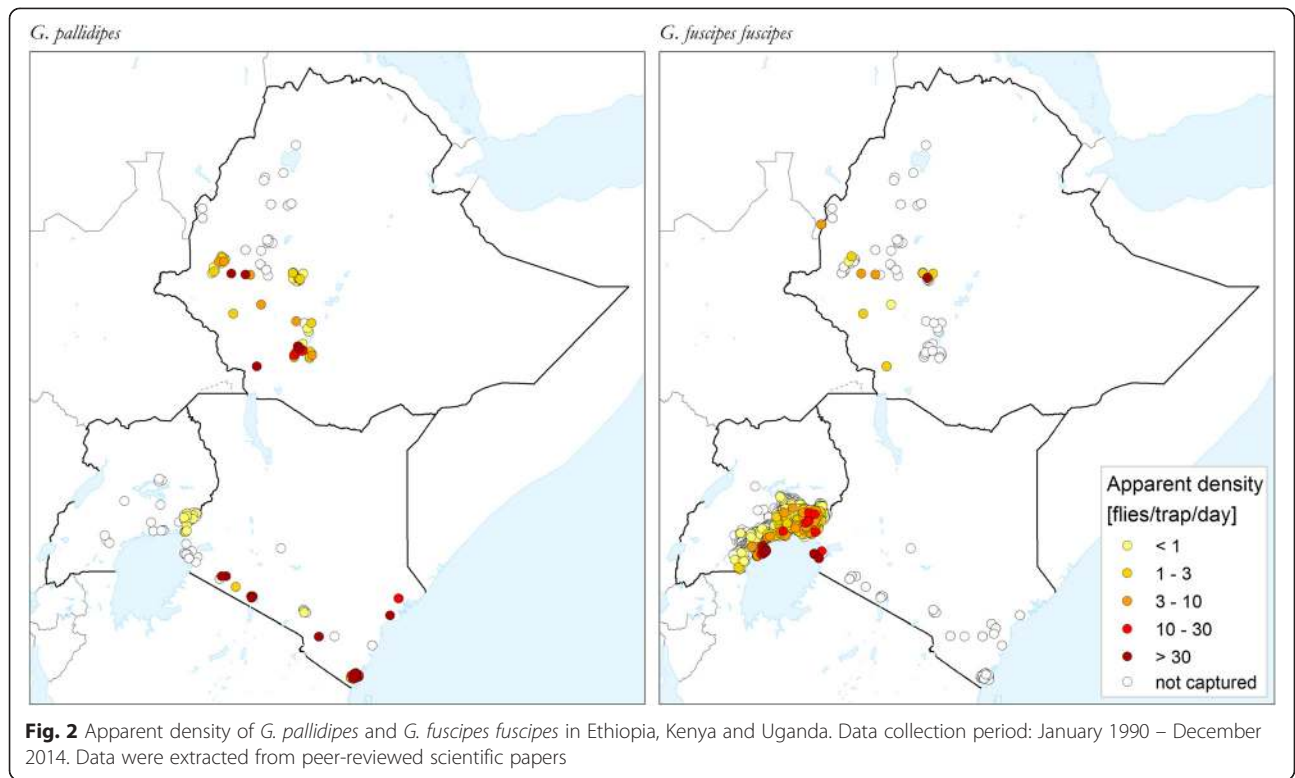 G. pallidipes
G. fuscipes fuscipes
Apparent density
[flies/trap/day]
< 1
1 - 3
3 - 10
10 - 30
> 30
not captured
Fig. 2 Apparent density of G. pallidipes and G. fuscipes fuscipes in Ethiopia, Kenya and Uganda. Data collection period: January 1990 – December
2014. Data were extracted from peer-reviewed scientific papers